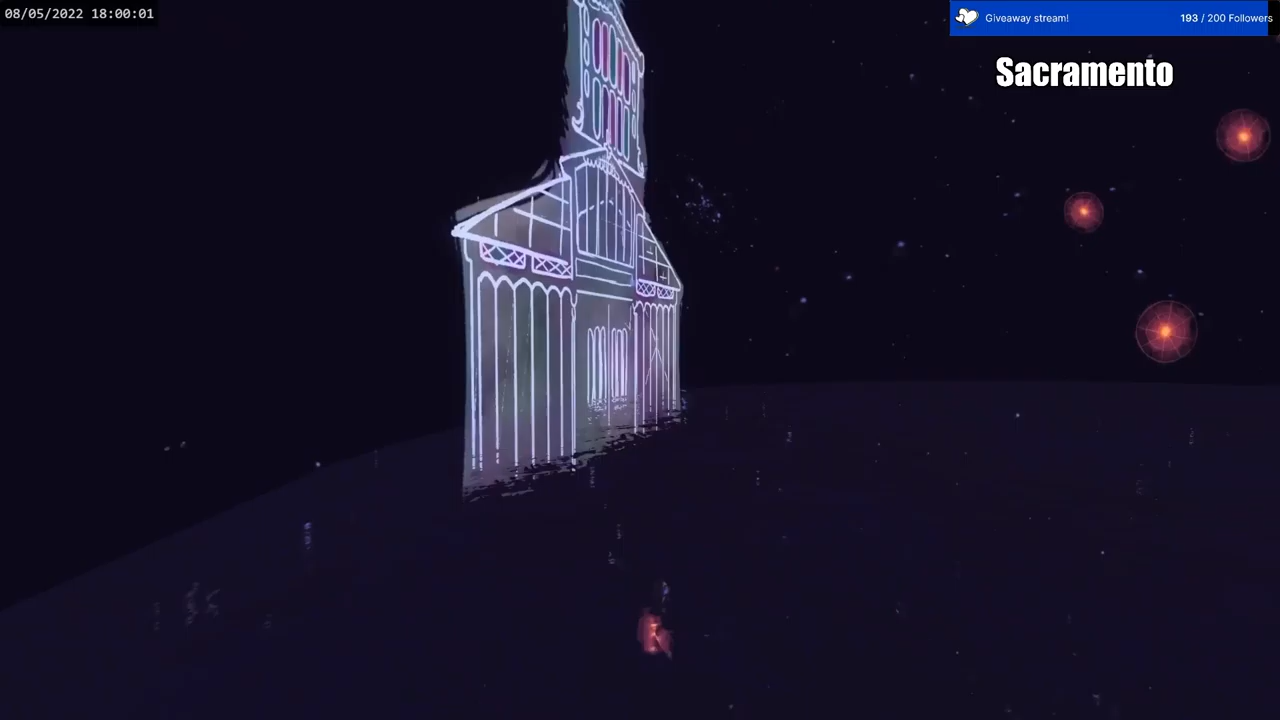 08/05/2022 18:00:01
Giveaway stream!
193 / 200 Followers
Sacramento